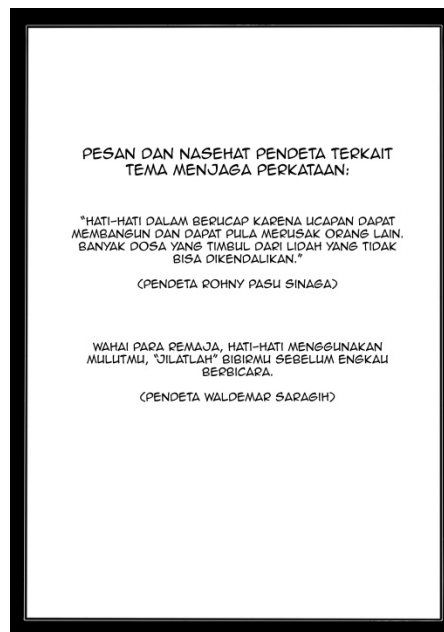 PESAN DAN NASEHAT PENDETA TERKAIT
TEMA MENJAGA PERKATAAN:
"HATI-HATI DALAM BERUCAP KARENA UCAPAN DAPAT
MEMBANGUN DAN DAPAT PULA MERUSAK ORANG LAIN.
BANYAK DOSA YANG TIMBUL DARI LIDAH YANG TIDAK
BISA DIKENDALIKAN."
(PENDETA ROHNY PASU SINAGA)
WAHAI PARA REMAJA, HATI-HATI MENGGUNAKAN
MULUTMU, "JILATLAH" BIBIRMU SEBELUM ENGKAU
BERBICARA.
(PENDETA WALDEMAR SARAGIH)